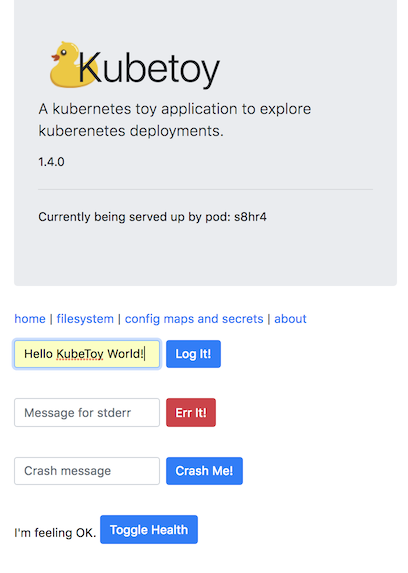 Kubetoy
A kubernetes toy application to explore
kuberenetes deployments.
1.4.0
Currently being served up by pod: s8hr4
home | filesystem | config maps and secrets | about
Hello KubeToy World! Log It!
Message for stderr Err It!
Crash message Crash Me!
I'm feeling OK. Toggle Health